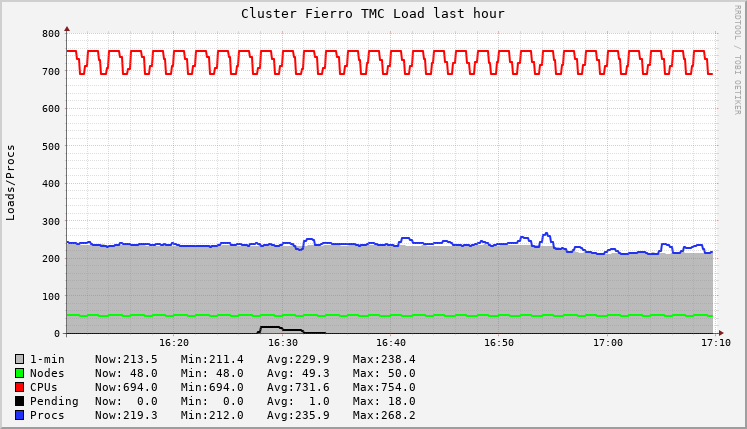 Cluster Fierro TMC Load last hour
RRDTOOL / TOBI OETIKER
Loads/Procs
800
700
600
500
400
300
200
100
0
16:20 16:30 16:40 16:50 17:00 17:10
1-min Now:213.5 Min:211.4 Avg:229.9 Max:238.4
Nodes Now: 48.0 Min: 48.0 Avg: 49.3 Max: 50.0
CPUs Now:694.0 Min:694.0 Avg:731.6 Max:754.0
Pending Now: 0.0 Min: 0.0 Avg: 1.0 Max: 18.0
Procs Now:219.3 Min:212.0 Avg:235.9 Max:268.2